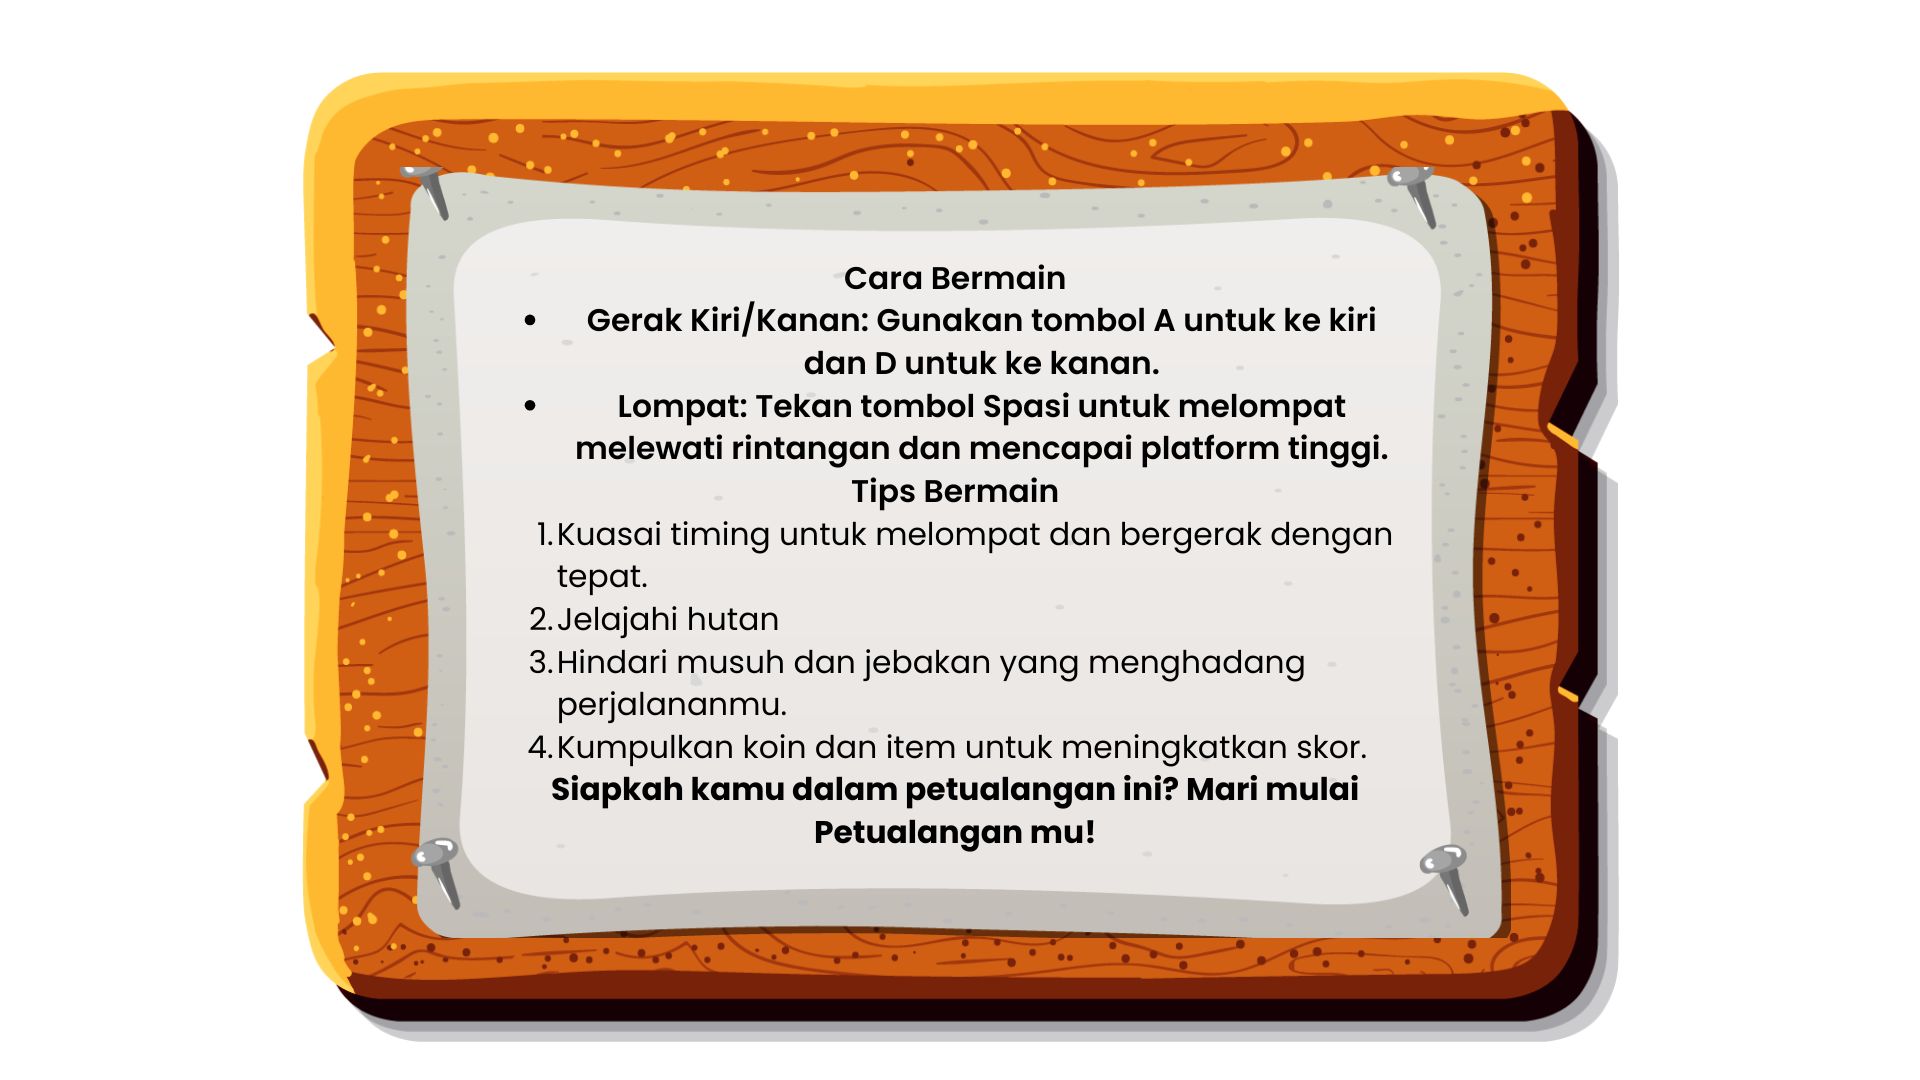 Cara Bermain
• Gerak Kiri/Kanan: Gunakan tombol A untuk ke kiri
dan D untuk ke kanan.
• Lompat: Tekan tombol Spasi untuk melompat
melewati rintangan dan mencapai platform tinggi.
Tips Bermain
1. Kuasai timing untuk melompat dan bergerak dengan
tepat.
2. Jelajahi hutan
3. Hindari musuh dan jebakan yang menghadang
perjalananmu.
4. Kumpulkan koin dan item untuk meningkatkan skor.
Siapkah kamu dalam petualangan ini? Mari mulai
Petualangan mu!